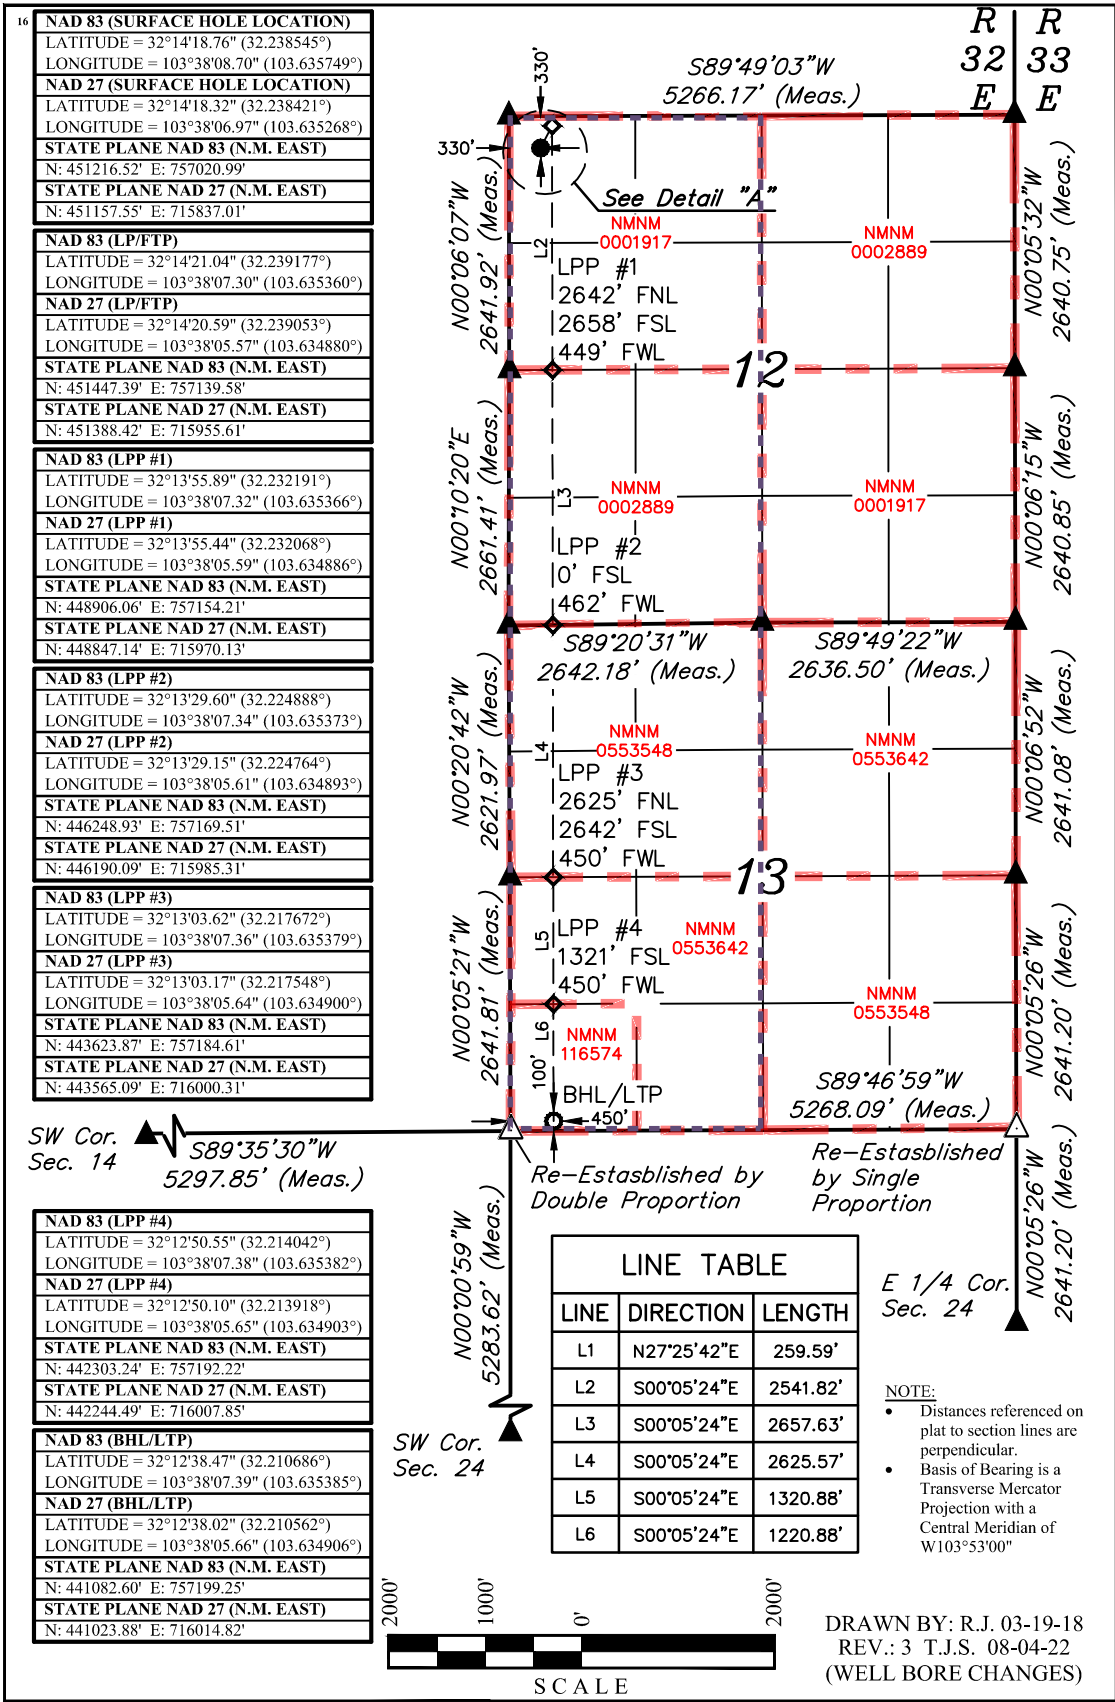 16
NAD 83 (SURFACE HOLE LOCATION)
LATITUDE = 32°14'18.76" (32.238545°)
LONGITUDE = 103°38'08.70" (103.635749°)
NAD 27 (SURFACE HOLE LOCATION)
LATITUDE = 32°14'18.32" (32.238421°)
LONGITUDE = 103°38'06.97" (103.635268°)
STATE PLANE NAD 83 (N.M. EAST)
N: 451216.52' E: 757020.99'
STATE PLANE NAD 27 (N.M. EAST)
N: 451157.55' E: 715837.01'
NAD 83 (LP/FTP)
LATITUDE = 32°14'21.04" (32.239177°)
LONGITUDE = 103°38'07.30" (103.635360°)
NAD 27 (LP/FTP)
LATITUDE = 32°14'20.59" (32.239053°)
LONGITUDE = 103°38'05.57" (103.634880°)
STATE PLANE NAD 83 (N.M. EAST)
N: 451447.39' E: 757139.58'
STATE PLANE NAD 27 (N.M. EAST)
N: 451388.42' E: 715955.61'
NAD 83 (LPP #1)
LATITUDE = 32°13'55.89" (32.232191°)
LONGITUDE = 103°38'07.32" (103.635366°)
NAD 27 (LPP #1)
LATITUDE = 32°13'55.44" (32.232068°)
LONGITUDE = 103°38'05.59" (103.634886°)
STATE PLANE NAD 83 (N.M. EAST)
N: 448906.06' E: 757154.21'
STATE PLANE NAD 27 (N.M. EAST)
N: 448847.14' E: 715970.13'
NAD 83 (LPP #2)
LATITUDE = 32°13'29.60" (32.224888°)
LONGITUDE = 103°38'07.34" (103.635373°)
NAD 27 (LPP #2)
LATITUDE = 32°13'29.15" (32.224764°)
LONGITUDE = 103°38'05.61" (103.634893°)
STATE PLANE NAD 83 (N.M. EAST)
N: 446248.93' E: 757169.51'
STATE PLANE NAD 27 (N.M. EAST)
N: 446190.09' E: 715985.31'
NAD 83 (LPP #3)
LATITUDE = 32°13'03.62" (32.217672°)
LONGITUDE = 103°38'07.36" (103.635379°)
NAD 27 (LPP #3)
LATITUDE = 32°13'03.17" (32.217548°)
LONGITUDE = 103°38'05.64" (103.634900°)
STATE PLANE NAD 83 (N.M. EAST)
N: 443623.87' E: 757184.61'
STATE PLANE NAD 27 (N.M. EAST)
N: 443565.09' E: 716000.31'
NAD 83 (LPP #4)
LATITUDE = 32°12'50.55" (32.214042°)
LONGITUDE = 103°38'07.38" (103.635382°)
NAD 27 (LPP #4)
LATITUDE = 32°12'50.10" (32.213918°)
LONGITUDE = 103°38'05.65" (103.634903°)
STATE PLANE NAD 83 (N.M. EAST)
N: 442303.24' E: 757192.22'
STATE PLANE NAD 27 (N.M. EAST)
N: 442244.49' E: 716007.85'
NAD 83 (BHL/LTP)
LATITUDE = 32°12'38.47" (32.210686°)
LONGITUDE = 103°38'07.39" (103.635385°)
NAD 27 (BHL/LTP)
LATITUDE = 32°12'38.02" (32.210562°)
LONGITUDE = 103°38'05.66" (103.634906°)
STATE PLANE NAD 83 (N.M. EAST)
N: 441082.60' E: 757199.25'
STATE PLANE NAD 27 (N.M. EAST)
N: 441023.88' E: 716014.82'
R R
32 33
E E
S89°49'03"W
5266.17' (Meas.)
330'
330'
See Detail "A"
N00°06'07"W
2641.92' (Meas.)
N00°05'32"W
2640.75' (Meas.)
L2
NMNM
0001917
NMNM
0002889
LPP #1
2642' FNL
2658' FSL
449' FWL
12
N00°10'20"E
2661.41' (Meas.)
N00°06'15"W
2640.85' (Meas.)
L3
NMNM
0002889
NMNM
0001917
LPP #2
0' FSL
462' FWL
S89°20'31"W
2642.18' (Meas.)
S89°49'22"W
2636.50' (Meas.)
N00°20'42"W
2621.97' (Meas.)
N00°06'52"W
2641.08' (Meas.)
L4
NMNM
0553548
NMNM
0553642
LPP #3
2625' FNL
2642' FSL
450' FWL
13
N00°05'21"W
2641.81' (Meas.)
N00°05'26"W
2641.20' (Meas.)
L5
LPP #4
1321' FSL
450' FWL
NMNM
0553642
NMNM
0553548
L6
NMNM
116574
100'
BHL/LTP
450'
S89°46'59"W
5268.09' (Meas.)
SW Cor.
Sec. 14
S89°35'30"W
5297.85' (Meas.)
Re-Estasblished by
Double Proportion
Re-Estasblished
by Single
Proportion
N00°00'59"W
5283.62' (Meas.)
N00°05'26"W
2641.20' (Meas.)
E 1/4 Cor.
Sec. 24
SW Cor.
Sec. 24
LINE TABLE
LINE DIRECTION LENGTH
L1 N27°25'42"E 259.59'
L2 S00°05'24"E 2541.82'
L3 S00°05'24"E 2657.63'
L4 S00°05'24"E 2625.57'
L5 S00°05'24"E 1320.88'
L6 S00°05'24"E 1220.88'
NOTE:
• Distances referenced on
plat to section lines are
perpendicular.
• Basis of Bearing is a
Transverse Mercator
Projection with a
Central Meridian of
W103°53'00"
2000' 1000' 0' 2000'
SCALE
DRAWN BY: R.J. 03-19-18
REV.: 3 T.J.S. 08-04-22
(WELL BORE CHANGES)